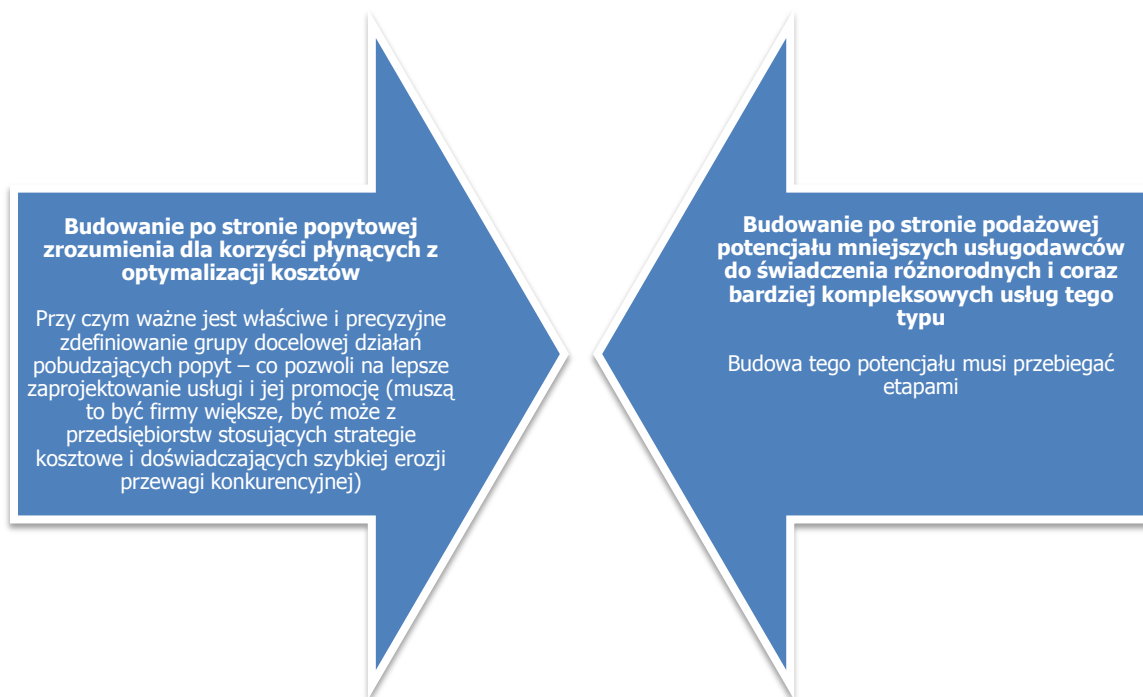 Budowanie po stronie popytowej
zrozumienia dla korzyści płynących z
optymalizacji kosztów
Przy czym ważne jest właściwe i precyzyjne
zdefiniowanie grupy docelowej działań
pobudzających popyt – co pozwoli na lepsze
zaprojektowanie usługi i jej promocję (muszą
to być firmy większe, być może z
przedsiębiorstw stosujących strategie
kosztowe i doświadczających szybkiej erozji
przewagi konkurencyjnej)
Budowanie po stronie podażowej
potencjału mniejszych usługodawców
do świadczenia różnorodnych i coraz
bardziej kompleksowych usług tego
typu
Budowa tego potencjału musi przebiegać
etapami